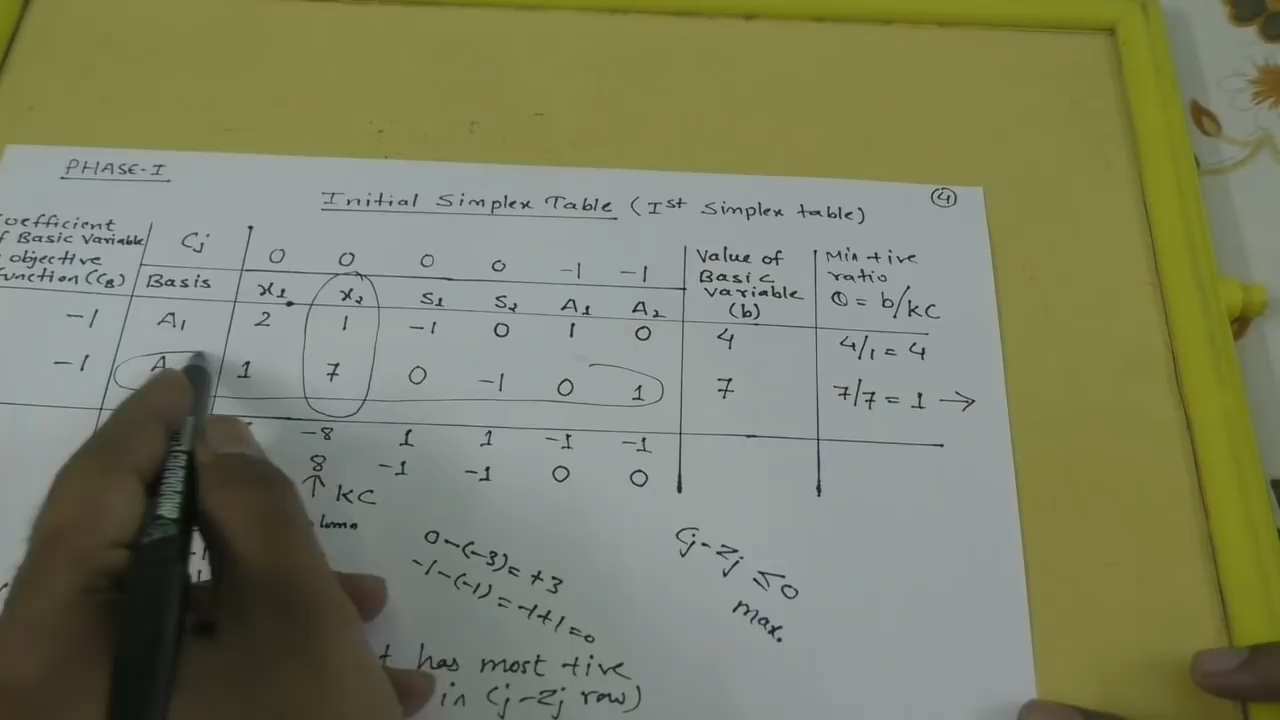 PHASE-I
④
Initial Simplex Table (Ist Simplex table)
oefficient
Basic Variable
objective
function (CB)
Cj
0 0 0 0 -1 -1
Basis
x1 x2 S1 S2 A1 A2
Value of
Basic
Variable
(b)
Min +ive
ratio
θ = b/KC
-1 A1 2 1 -1 0 1 0 4 4/1 = 4
-1 A 1 7 0 -1 0 1 7 7/7 = 1 →
-8 1 1 -1 -1
8 -1 -1 0 0
↑ KC
0-(-3) = +3
-1-(-1) = -1+1=0
Cj-Zj ≤ 0
max.
has most +ive
in Cj-Zj row)